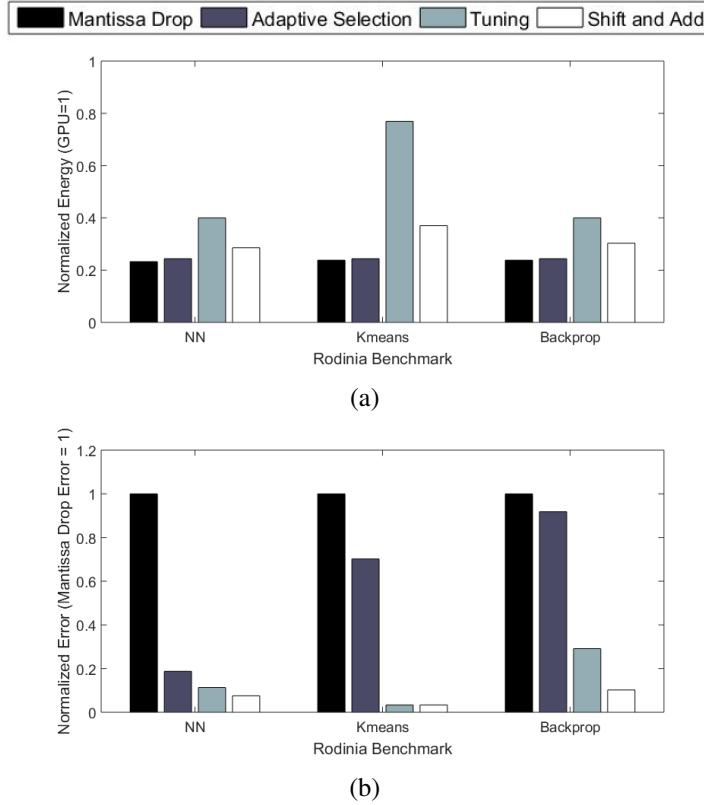 Mantissa Drop Adaptive Selection Tuning Shift and Add
Normalized Energy (GPU=1)
1
0.8
0.6
0.4
0.2
0
NN Kmeans Backprop
Rodinia Benchmark
(a)
Normalized Error (Mantissa Drop Error = 1)
1.2
1
0.8
0.6
0.4
0.2
0
NN Kmeans Backprop
Rodinia Benchmark
(b)